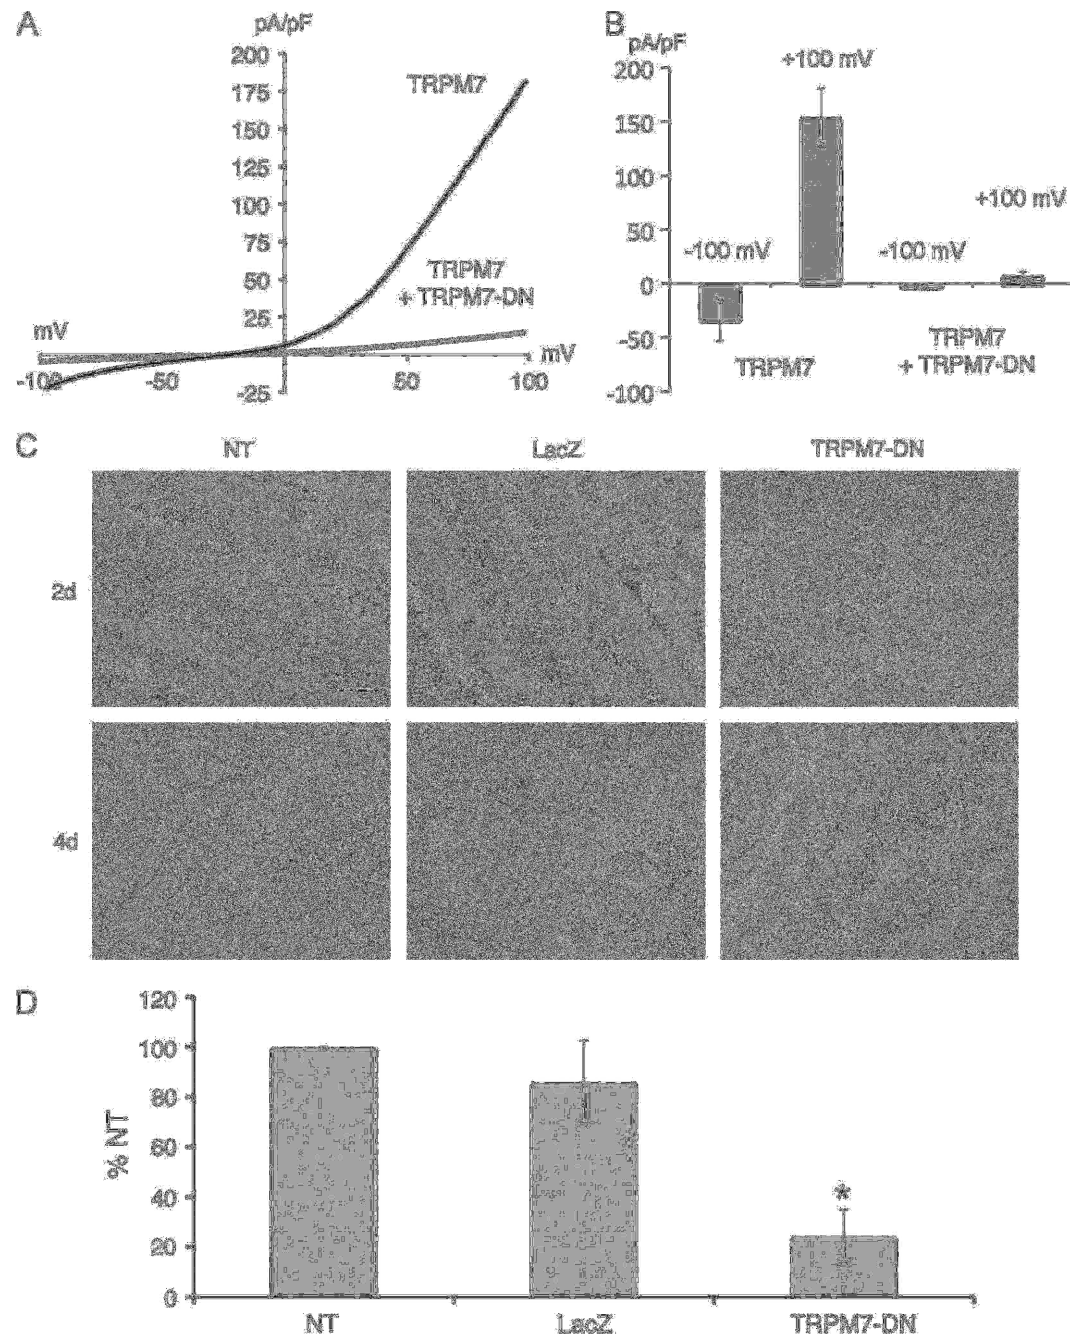 A
pA/pF
200
175
150
125
100
75
50
25
-25
TRPM7
TRPM7
+ TRPM7-DN
mV
mV
-100
-50
50
100
B
pA/pF
200
150
100
50
0
-50
-100
+100 mV
-100 mV
+100 mV
-100 mV
TRPM7
TRPM7
+ TRPM7-DN
C
NT
LacZ
TRPM7-DN
2d
4d
D
% NT
120
100
80
60
40
20
0
*
NT
LacZ
TRPM7-DN